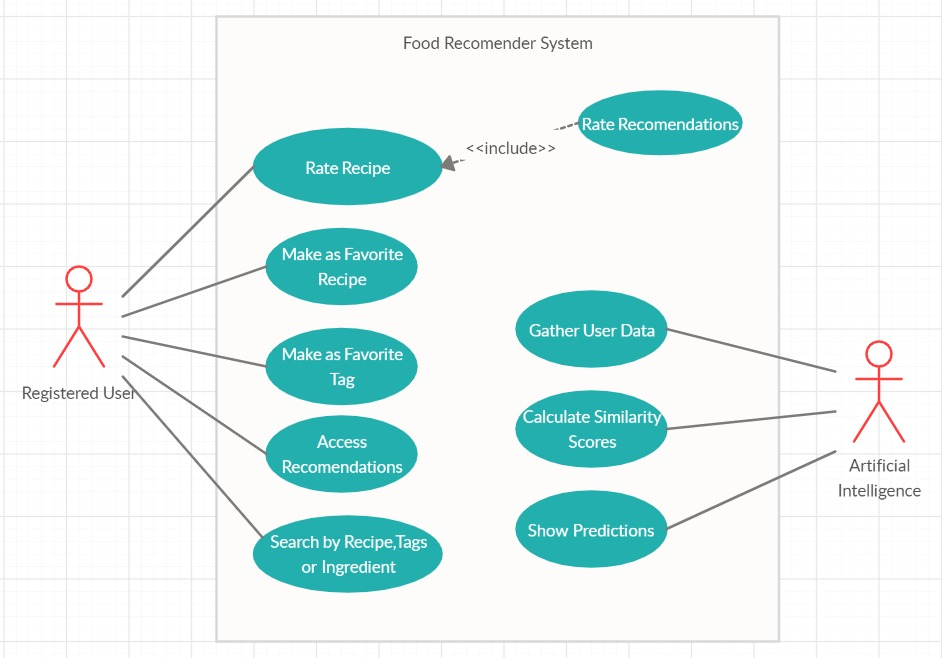 Food Recomender System
Rate Recomendations
<<include>>
Rate Recipe
Make as Favorite
Recipe
Make as Favorite
Tag
Access
Recomendations
Search by Recipe,Tags
or Ingredient
Gather User Data
Calculate Similarity
Scores
Show Predictions
Registered User
Artificial
Intelligence